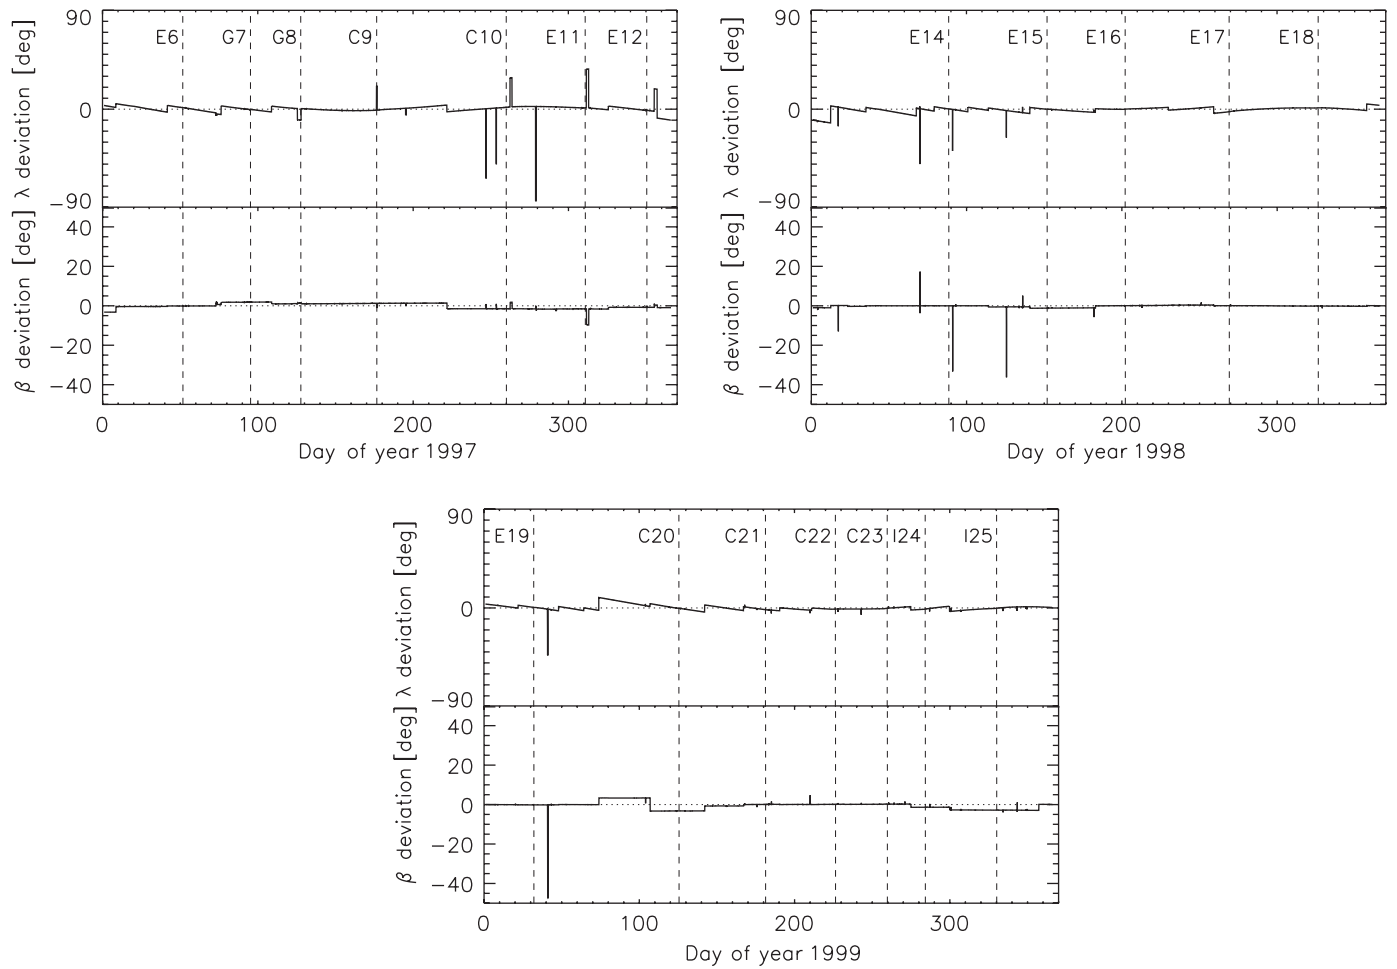 90
0
−90
λ deviation [deg]
E6 G7 G8 C9 C10 E11 E12
40
20
0
−20
−40
β deviation [deg]
0 100 200 300
Day of year 1997
90
0
−90
λ deviation [deg]
E14 E15 E16 E17 E18
40
20
0
−20
−40
β deviation [deg]
0 100 200 300
Day of year 1998
90
0
−90
λ deviation [deg]
E19 C20 C21 C22 C23 I24 I25
40
20
0
−20
−40
β deviation [deg]
0 100 200 300
Day of year 1999